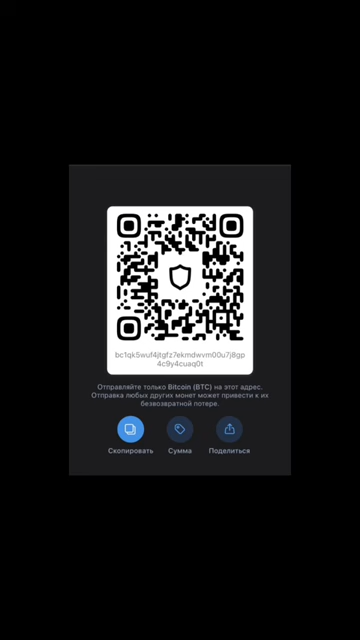 bc1qk5wuf4jtgfz7ekmdwvm00u7j8gp
4c9y4cuaq0t
Отправляйте только Bitcoin (BTC) на этот адрес.
Отправка любых других монет может привести к их
безвозвратной потере.
Скопировать Сумма Поделиться